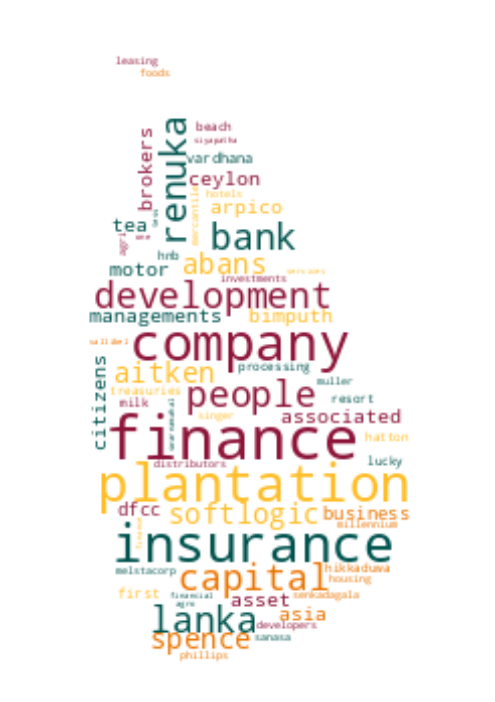 leasing
foods
beach
siyapatha
brokers
renuka
vardhana
ceylon
hotels
mercantile
arpico
tea
agri
bank
hnb
abans
motor
services
investments
development
managements
bimputh
company
vallibel
citizens
processing
aitken
muller
treasuries
people
resort
milk
singer
associated
finance
hatton
distributors
lucky
plantation
dfcc
softlogic
business
millennium
insurance
melstacorp
capital
hikkaduwa
housing
first
financial
agro
asset
senkadagala
asia
lanka
developers
spence
sanasa
phillips